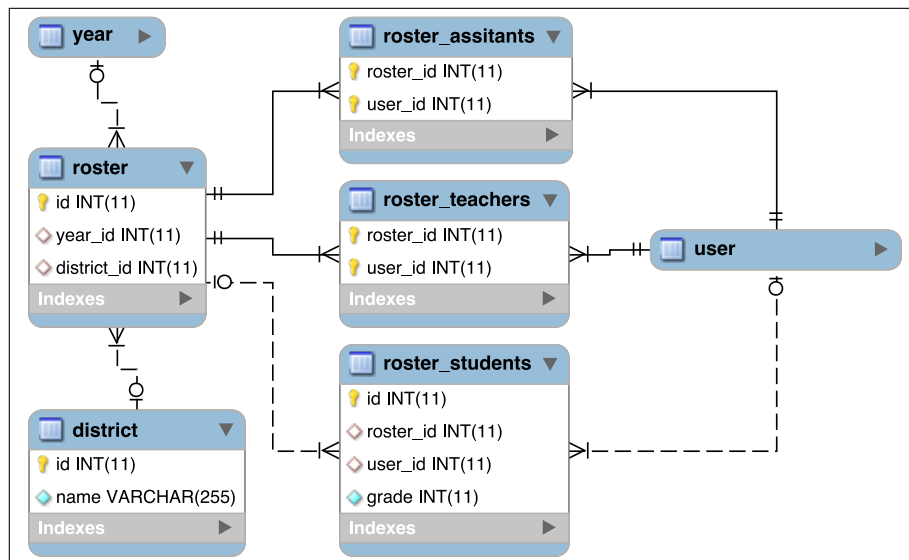 year
roster
id INT(11)
year_id INT(11)
district_id INT(11)
Indexes
district
id INT(11)
name VARCHAR(255)
Indexes
roster_assitants
roster_id INT(11)
user_id INT(11)
Indexes
roster_teachers
roster_id INT(11)
user_id INT(11)
Indexes
roster_students
id INT(11)
roster_id INT(11)
user_id INT(11)
grade INT(11)
Indexes
user